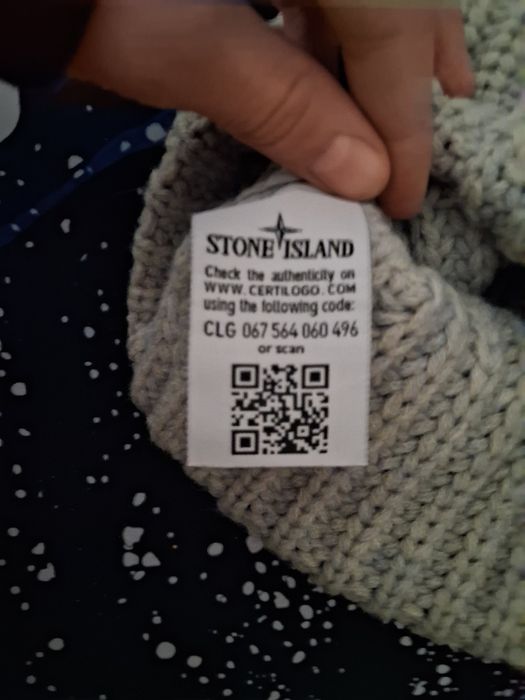 STONE ISLAND
Check the authenticity on
WWW.CERTILOGO.COM
using the following code:
CLG 067 564 060 496
or scan